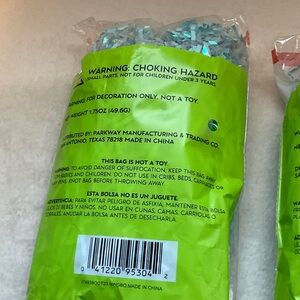 WARNING: CHOKING HAZARD
SMALL PARTS. NOT FOR CHILDREN UNDER 3 YEARS.
WARNING: FOR DECORATION ONLY. NOT A TOY.
WEIGHT 1.75OZ (49.6G)
DISTRIBUTED BY: PARKWAY MANUFACTURING & TRADING CO.
SAN ANTONIO, TEXAS 78218 MADE IN CHINA
THIS BAG IS NOT A TOY.
WARNING: TO AVOID DANGER OF SUFFOCATION, KEEP THIS BAG AWAY
FROM BABIES AND CHILDREN. DO NOT USE IN CRIBS, BEDS, CARRIAGES OR
PLAY PENS. KNOT BAG BEFORE THROWING AWAY.
ESTA BOLSA NO ES UN JUGUETE.
ADVERTENCIA: PARA EVITAR PELIGRO DE ASFIXIA, MANTENER ESTA BOLSA
DE BEBES Y NIÑOS. NO USAR EN CUNAS, CAMAS, CARRIOLAS O
CORRALES. ANUDAR LA BOLSA ANTES DE DESECHARLA.
0 41220 95304 2
MADE IN CHINA